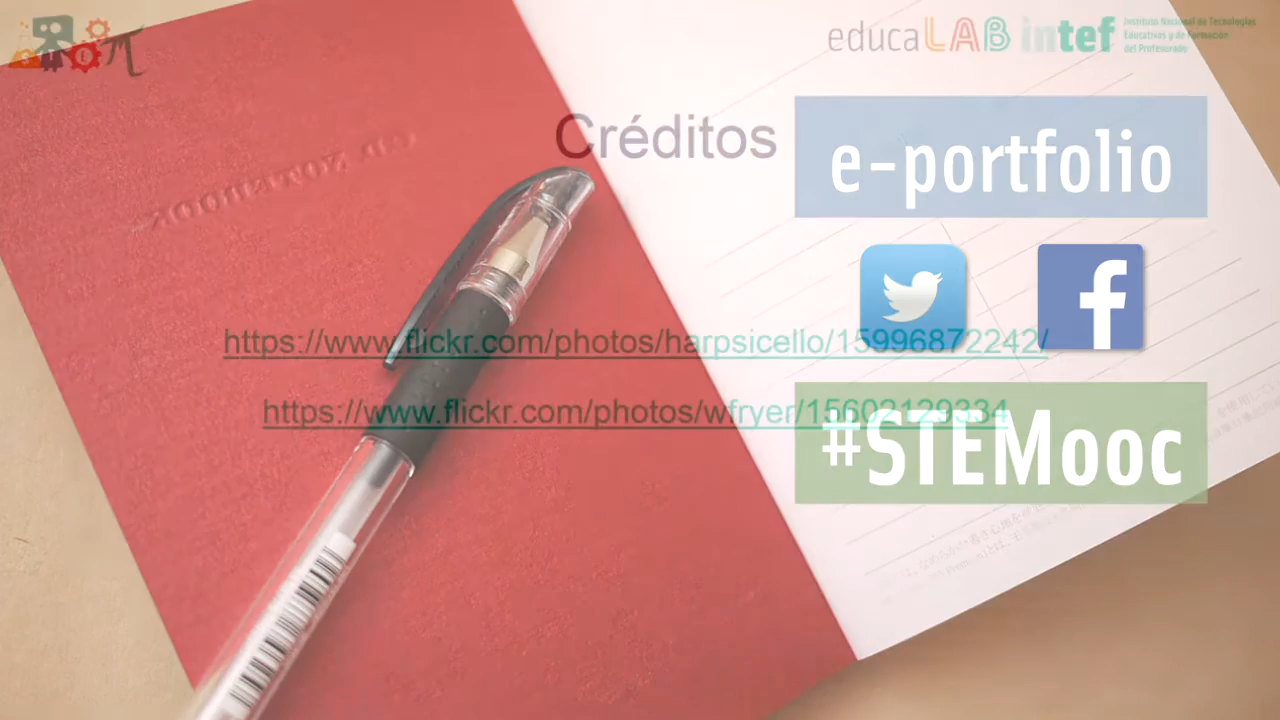 educaLAB intef
Instituto Nacional de Tecnologías
Educativas y de Formación
del Profesorado
Créditos
e-portfolio
https://www.flickr.com/photos/harpsicello/15996872242/
https://www.flickr.com/photos/wfryer/15602129334
#STEMooc